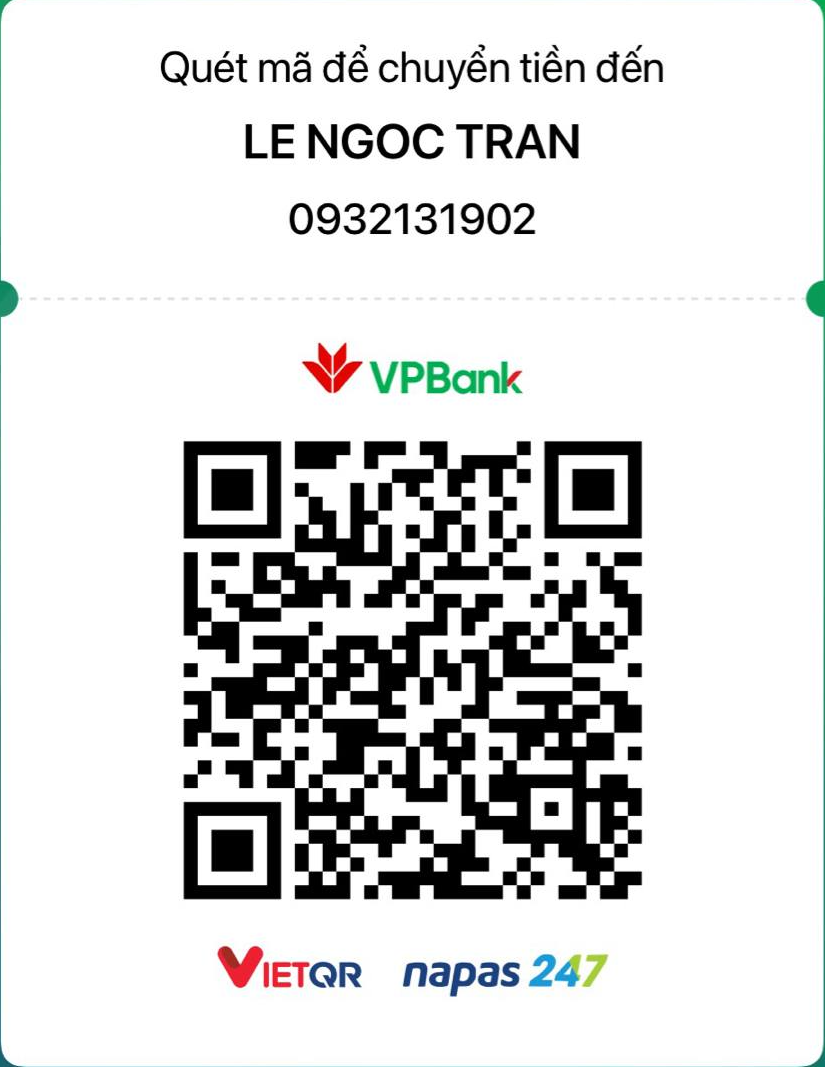 Quét mã để chuyển tiền đến
LE NGOC TRAN
0932131902
VPBank
VIETQR napas 247